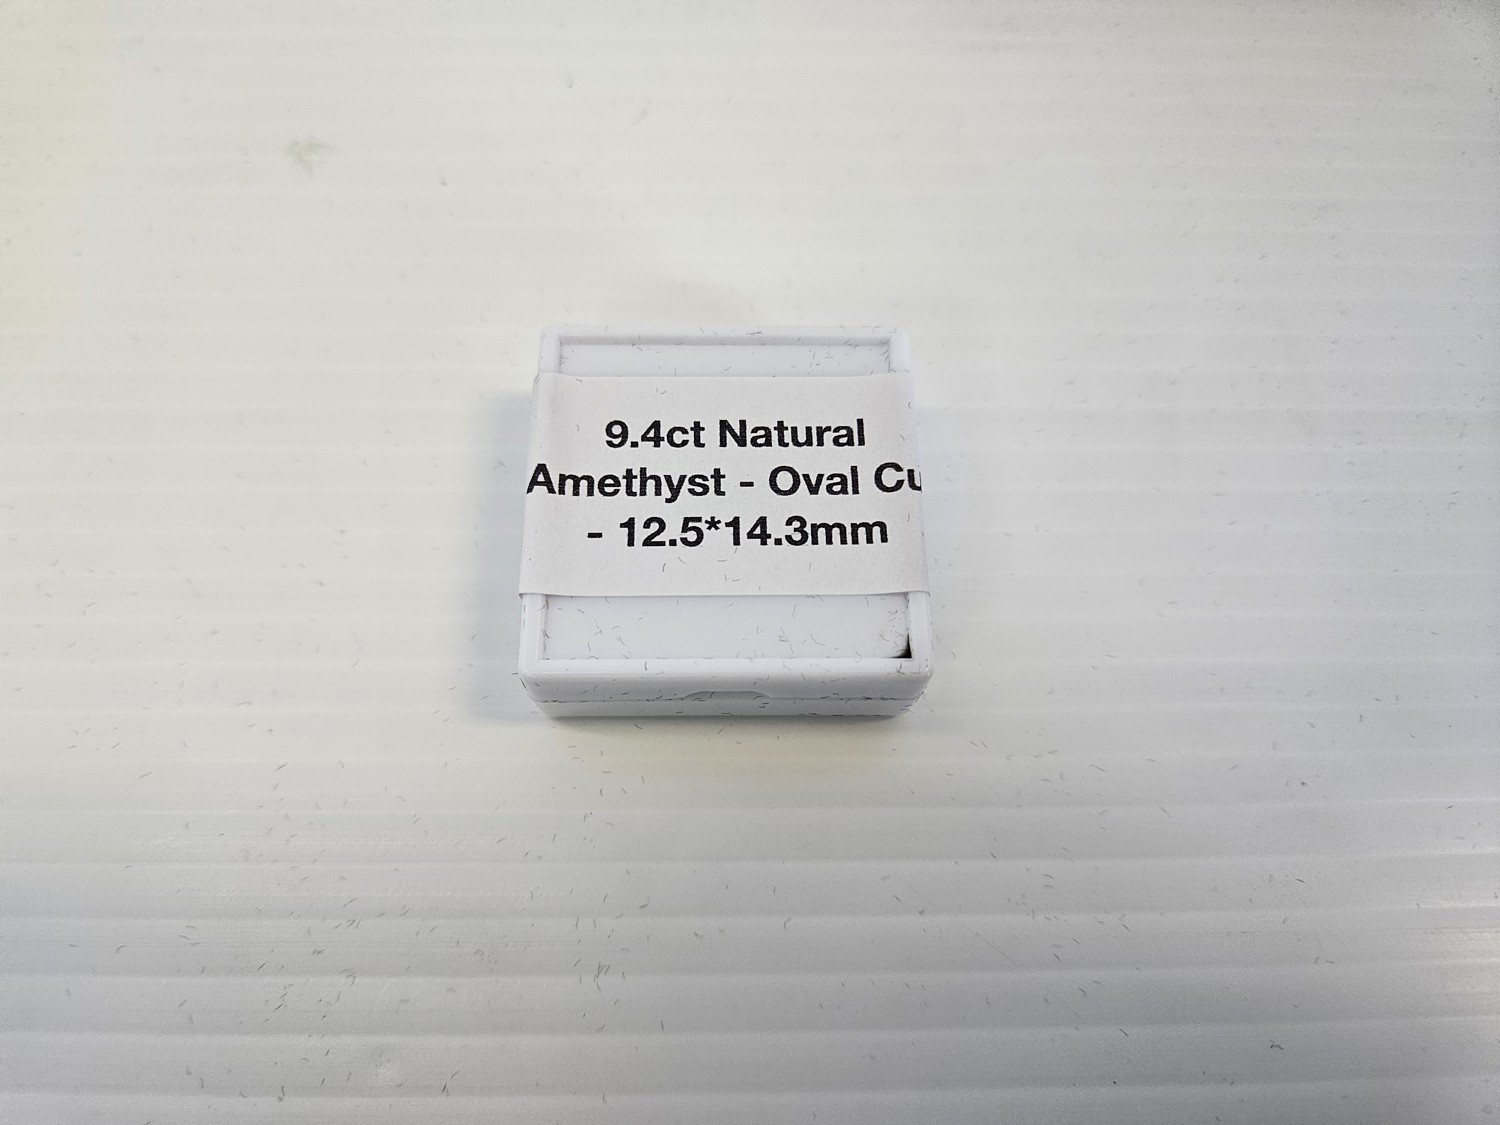 9.4ct Natural
Amethyst - Oval Cu
- 12.5*14.3mm